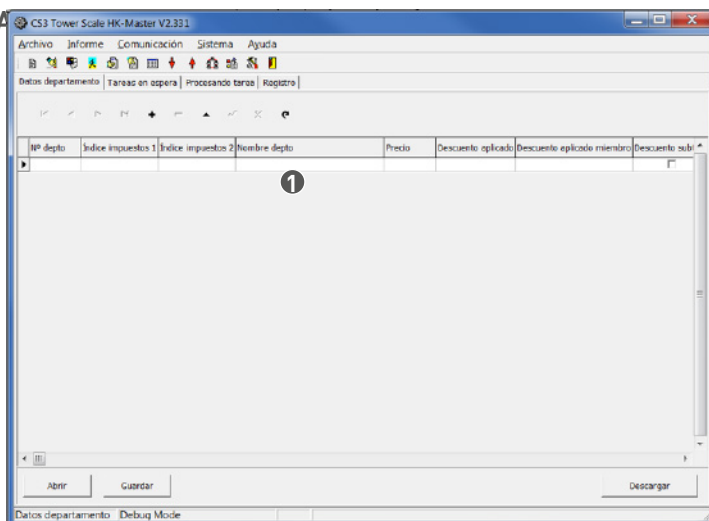 CS3 Tower Scale HK-Master V2.331
Archivo Informe Comunicación Sistema Ayuda
Datos departamento Tareas en espera Procesando tarea Registro
Nº depto Índice impuestos 1 Índice impuestos 2 Nombre depto Precio Descuento aplicado Descuento aplicado miembro Descuento subt
1
Abrir Guardar Descargar
Datos departamento Debug Mode